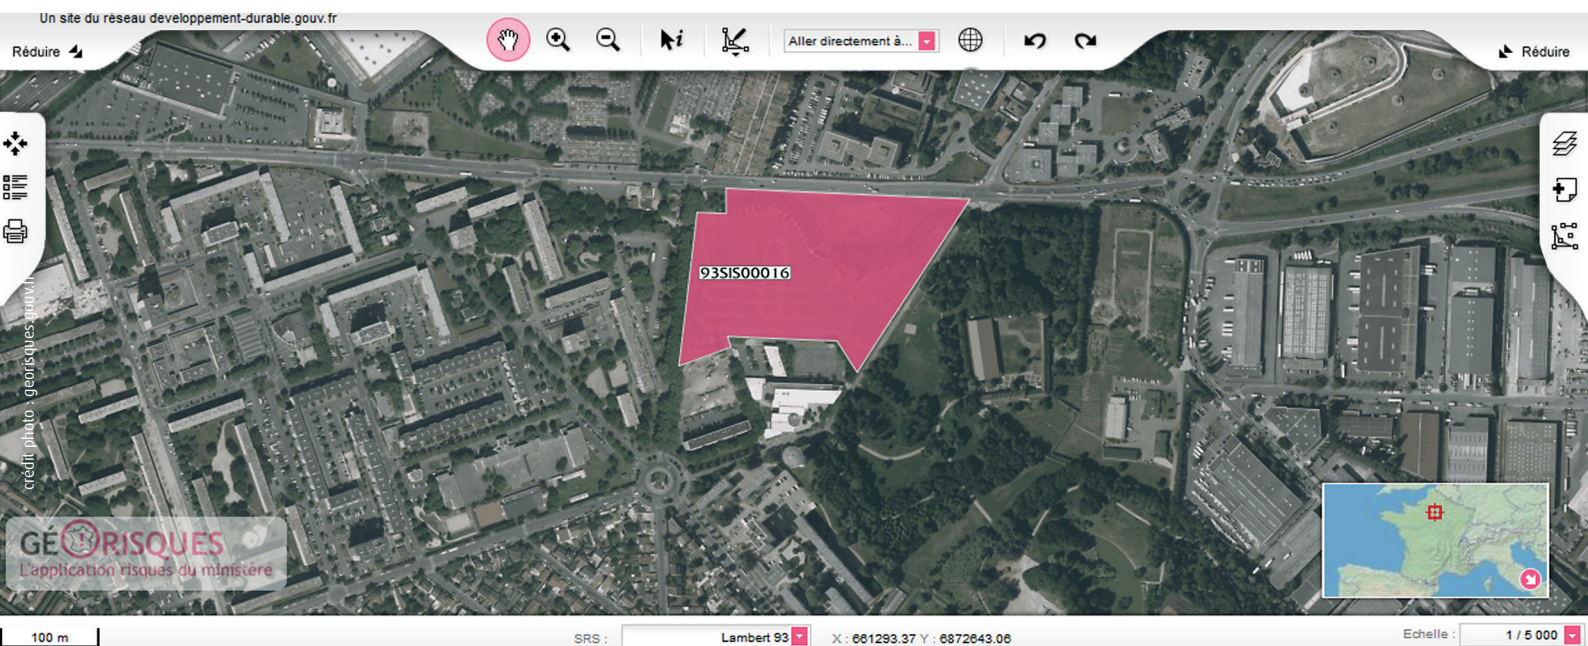 Un site du réseau developpement-durable.gouv.fr
Réduire
Aller directement à...
Réduire
93SIS00016
crédit photo : georisques.gouv.fr
GÉORISQUES
L'application risques du ministère
100 m
SRS :
Lambert 93
X : 661293.37 Y : 6872643.06
Echelle :
1 / 5 000